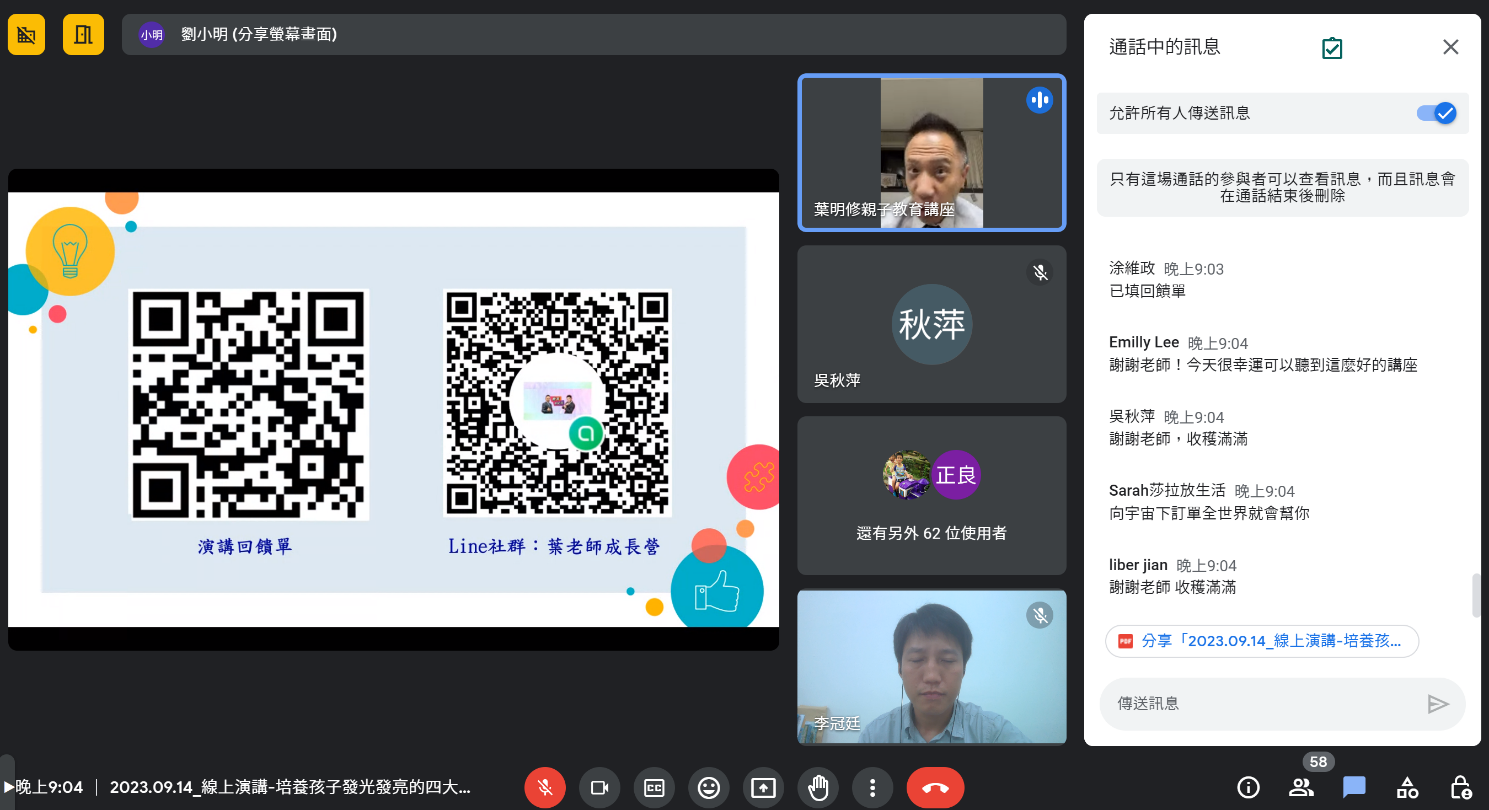 小明 劉小明 (分享螢幕畫面)
演講回饋單
Line社群：葉老師成長營
葉明修親子教育講座
秋萍
吳秋萍
正良
還有另外 62 位使用者
李冠廷
通話中的訊息
允許所有人傳送訊息
只有這場通話的參與者可以查看訊息，而且訊息會
在通話結束後刪除
涂維政 晚上9:03
已填回饋單
Emilly Lee 晚上9:04
謝謝老師！今天很幸運可以聽到這麼好的講座
吳秋萍 晚上9:04
謝謝老師，收穫滿滿
Sarah莎拉放生活 晚上9:04
向宇宙下訂單全世界就會幫你
liber jian 晚上9:04
謝謝老師 收穫滿滿
PDF 分享「2023.09.14_線上演講-培養孩...
傳送訊息
晚上9:04 | 2023.09.14_線上演講-培養孩子發光發亮的四大...
58